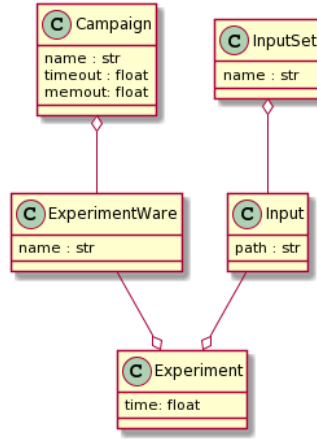 C Campaign
name : str
timeout : float
memout: float
C InputSet
name : str
C ExperimentWare
name : str
C Input
path : str
C Experiment
time: float